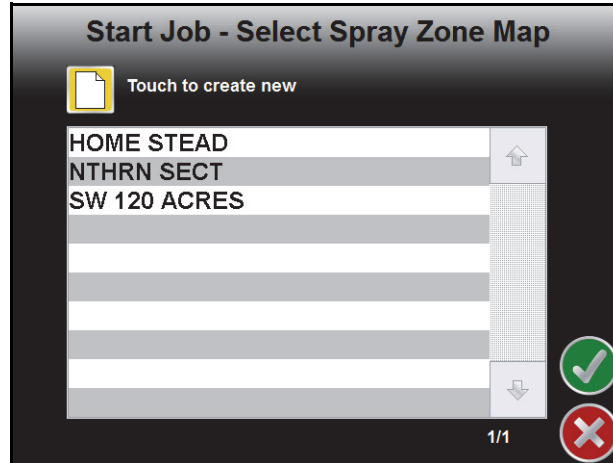 Start Job - Select Spray Zone Map
Touch to create new
HOME STEAD
NTHRN SECT
SW 120 ACRES
1/1